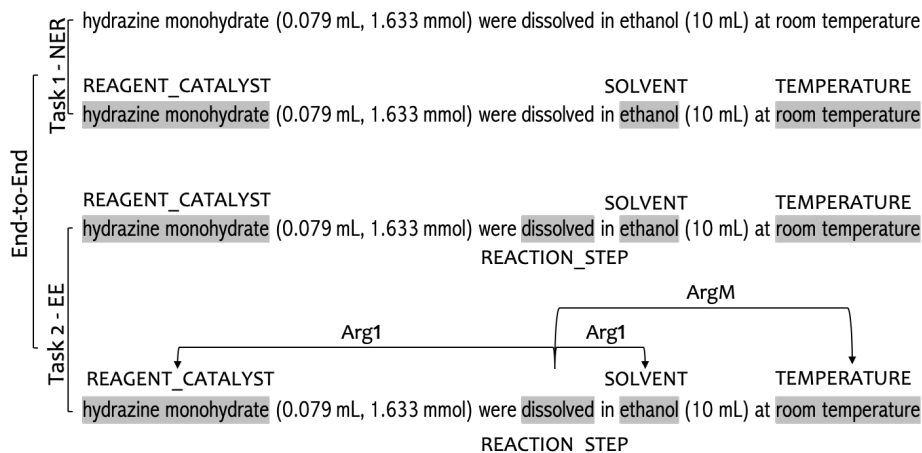 End-to-End
Task 1 - NER
hydrazine monohydrate (0.079 mL, 1.633 mmol) were dissolved in ethanol (10 mL) at room temperature
REAGENT_CATALYST SOLVENT TEMPERATURE
hydrazine monohydrate (0.079 mL, 1.633 mmol) were dissolved in ethanol (10 mL) at room temperature
Task 2 - EE
REAGENT_CATALYST SOLVENT TEMPERATURE
hydrazine monohydrate (0.079 mL, 1.633 mmol) were dissolved in ethanol (10 mL) at room temperature
REACTION_STEP
ArgM
Arg1 Arg1
REAGENT_CATALYST SOLVENT TEMPERATURE
hydrazine monohydrate (0.079 mL, 1.633 mmol) were dissolved in ethanol (10 mL) at room temperature
REACTION STEP